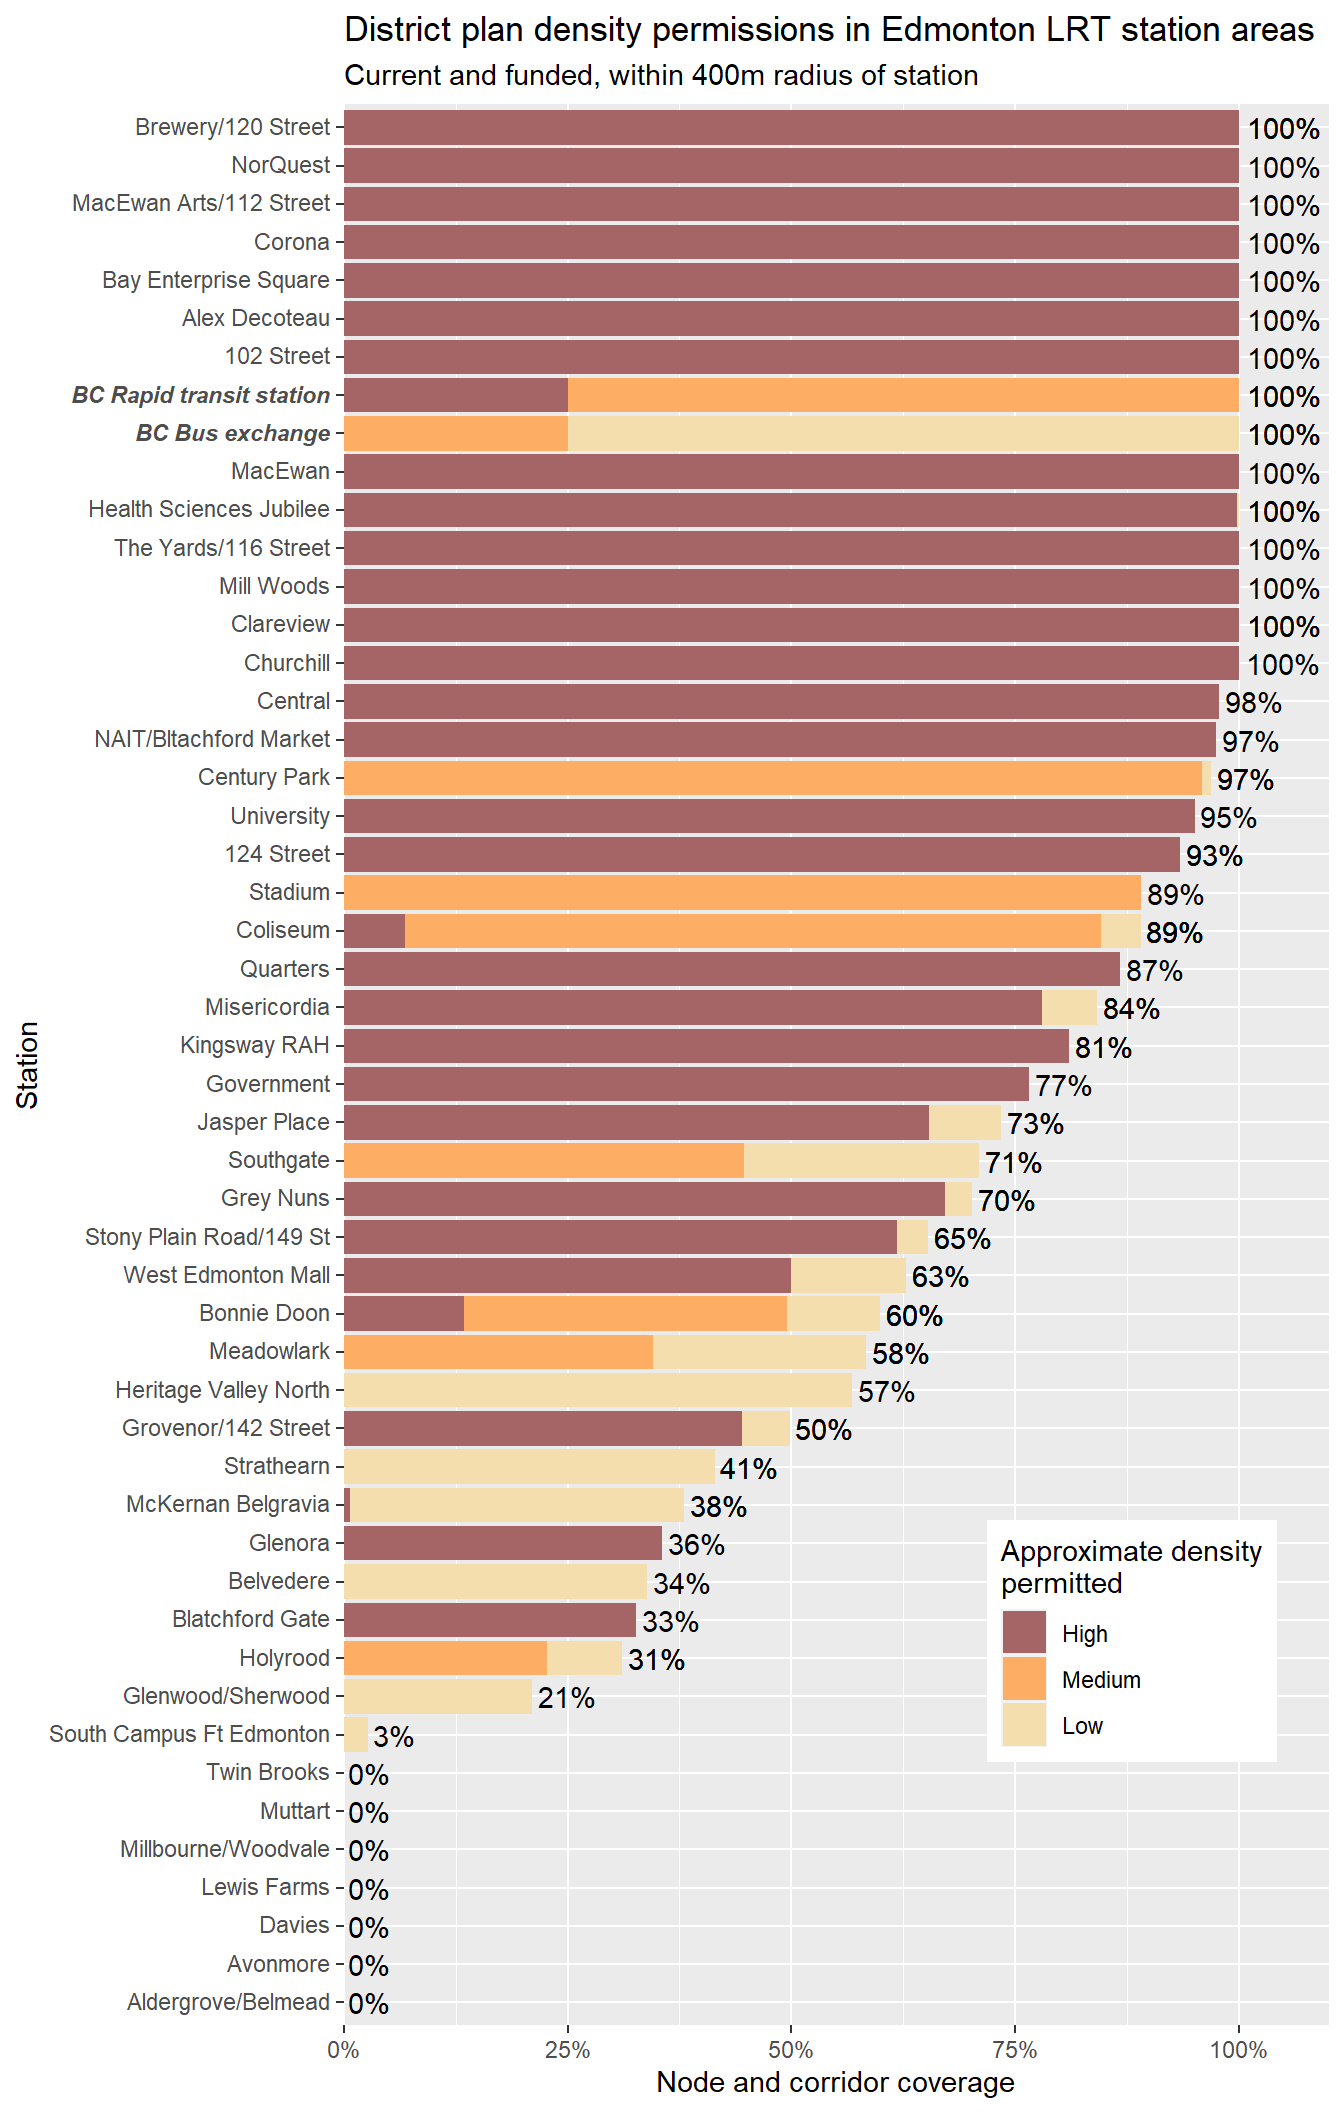 District plan density permissions in Edmonton LRT station areas
Current and funded, within 400m radius of station
Brewery/120 Street 100%
NorQuest 100%
MacEwan Arts/112 Street 100%
Corona 100%
Bay Enterprise Square 100%
Alex Decoteau 100%
102 Street 100%
BC Rapid transit station 100%
BC Bus exchange 100%
MacEwan 100%
Health Sciences Jubilee 100%
The Yards/116 Street 100%
Mill Woods 100%
Clareview 100%
Churchill 100%
Central 98%
NAIT/Bltachford Market 97%
Century Park 97%
University 95%
124 Street 93%
Stadium 89%
Coliseum 89%
Quarters 87%
Misericordia 84%
Kingsway RAH 81%
Government 77%
Jasper Place 73%
Southgate 71%
Grey Nuns 70%
Stony Plain Road/149 St 65%
West Edmonton Mall 63%
Bonnie Doon 60%
Meadowlark 58%
Heritage Valley North 57%
Grovenor/142 Street 50%
Strathearn 41%
McKernan Belgravia 38%
Glenora 36%
Belvedere 34%
Blatchford Gate 33%
Holyrood 31%
Glenwood/Sherwood 21%
South Campus Ft Edmonton 3%
Twin Brooks 0%
Muttart 0%
Millbourne/Woodvale 0%
Lewis Farms 0%
Davies 0%
Avonmore 0%
Aldergrove/Belmead 0%
Station
Approximate density
permitted
High
Medium
Low
0% 25% 50% 75% 100%
Node and corridor coverage